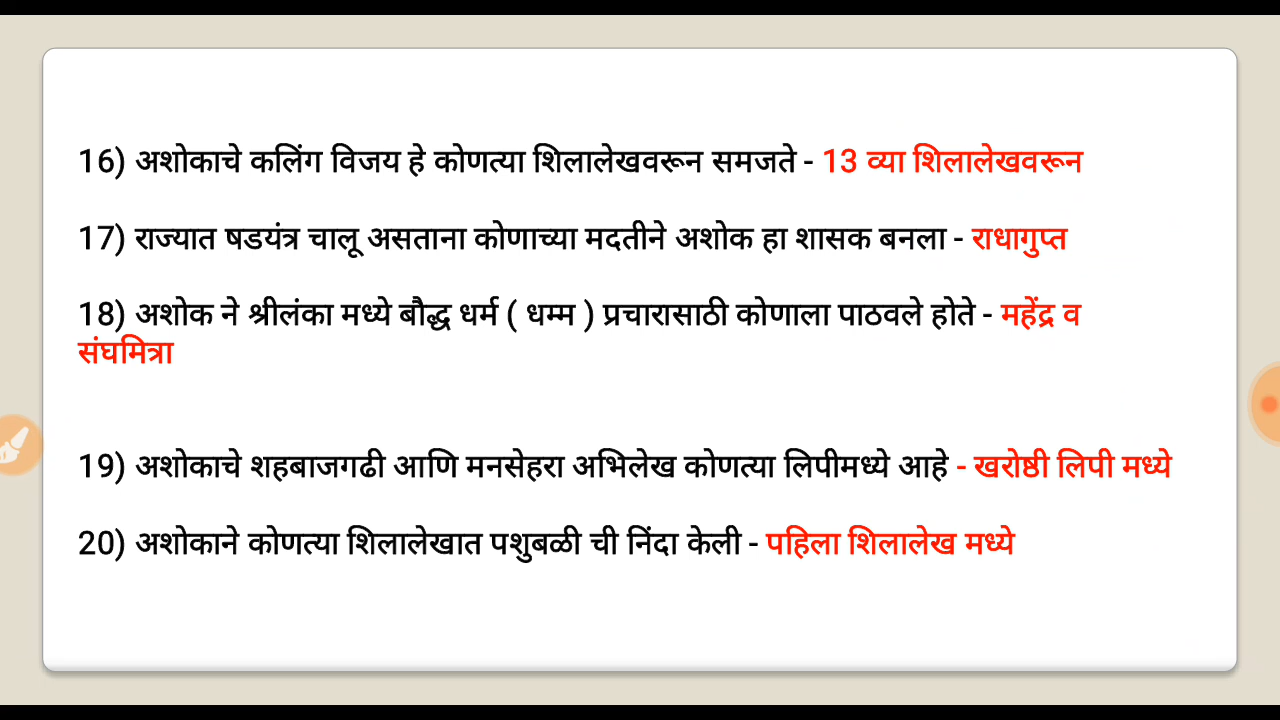 16) अशोकाचे कलिंग विजय हे कोणत्या शिलालेखवरून समजते - 13 व्या शिलालेखवरून
17) राज्यात षडयंत्र चालू असताना कोणाच्या मदतीने अशोक हा शासक बनला - राधागुप्त
18) अशोक ने श्रीलंका मध्ये बौद्ध धर्म ( धम्म ) प्रचारासाठी कोणाला पाठवले होते - महेंद्र व
संघमित्रा
19) अशोकाचे शहबाजगढी आणि मनसेहरा अभिलेख कोणत्या लिपीमध्ये आहे - खरोष्ठी लिपी मध्ये
20) अशोकाने कोणत्या शिलालेखात पशुबळी ची निंदा केली - पहिला शिलालेख मध्ये